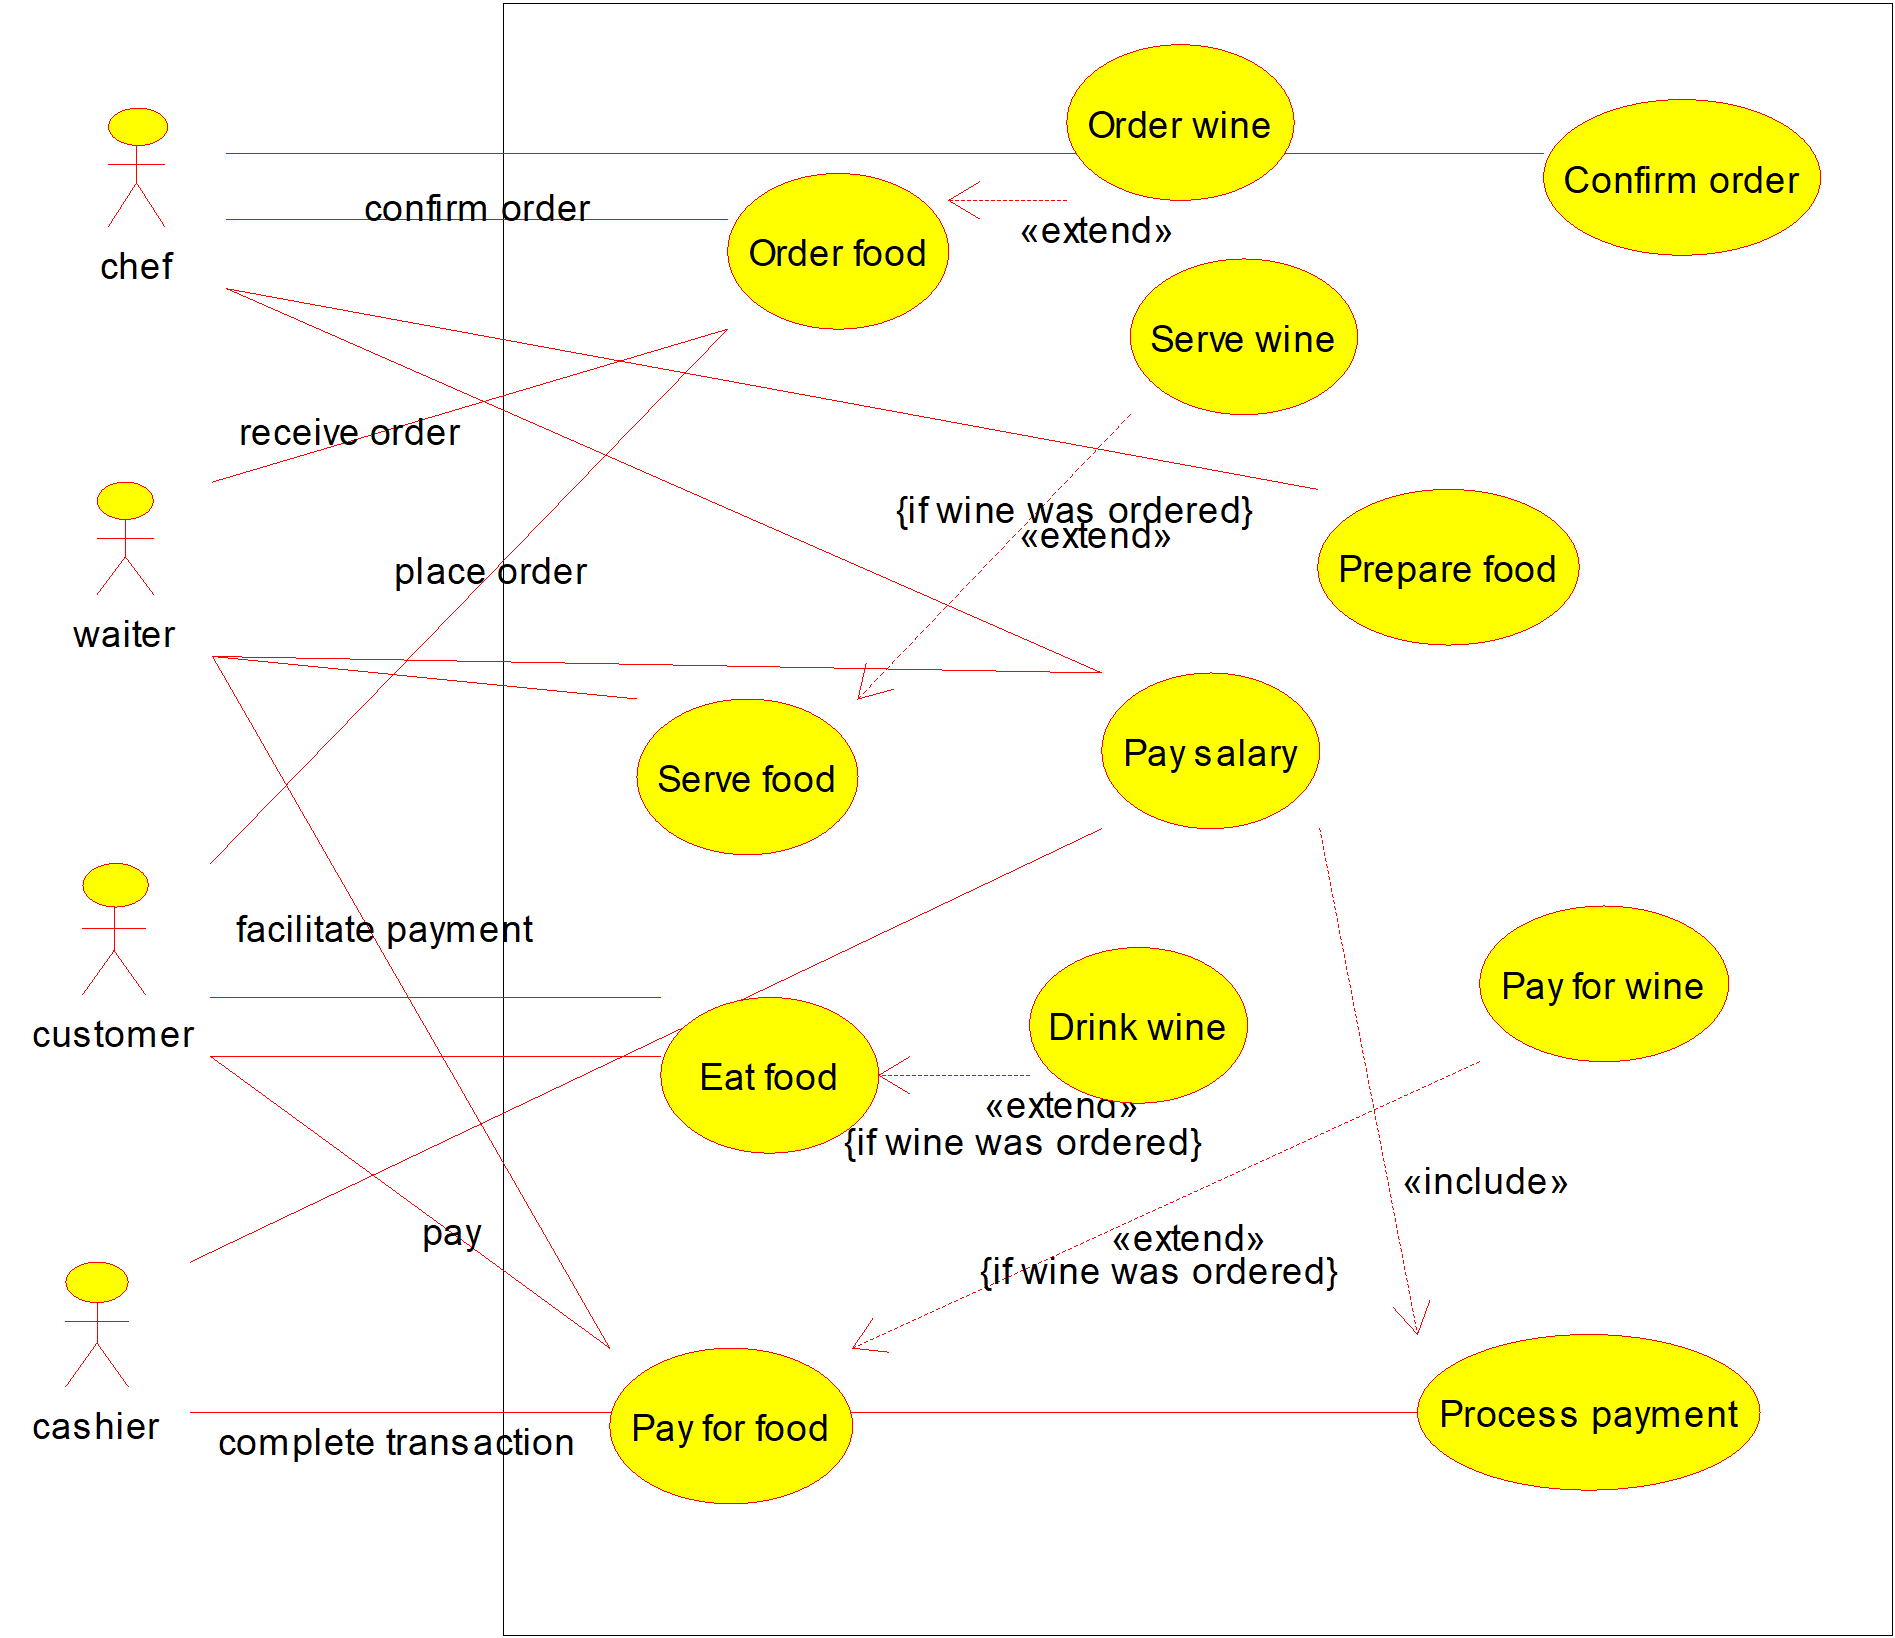 Order wine
Confirm order
confirm order
«extend»
Order food
chef
Serve wine
receive order
{if wine was ordered}
«extend»
place order
Prepare food
waiter
Pay salary
Serve food
facilitate payment
Pay for wine
customer
Drink wine
Eat food
«extend»
{if wine was ordered}
«include»
pay
«extend»
{if wine was ordered}
cashier
complete transaction
Pay for food
Process payment